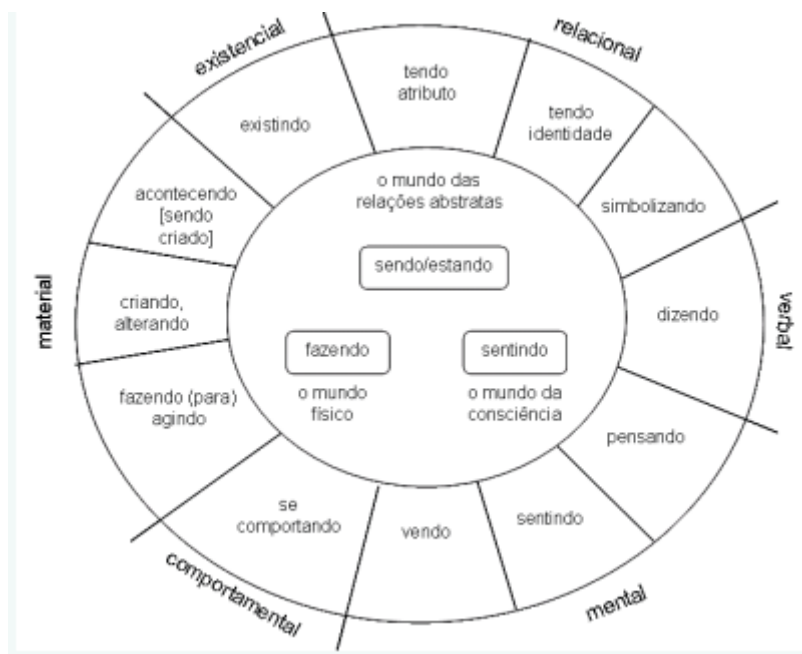 existencial
relacional
material
verbal
comportamental
mental
existindo
tendo
atributo
tendo
identidade
simbolizando
dizendo
pensando
sentindo
vendo
se
comportando
fazendo (para)
agindo
criando,
alterando
acontecendo
[sendo
criado]
o mundo das
relações abstratas
sendo/estando
fazendo
o mundo
físico
sentindo
o mundo da
consciência